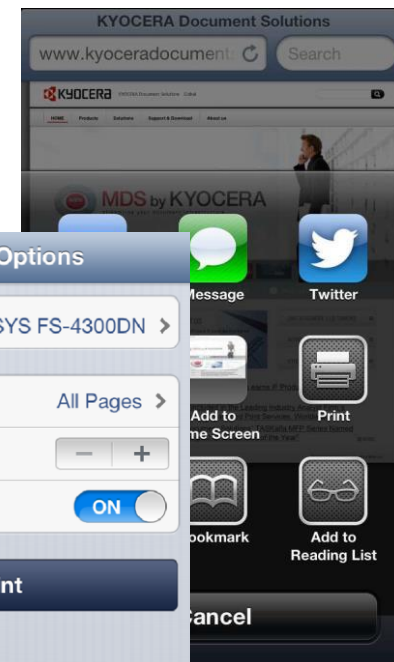 KYOCERA Document Solutions
www.kyoceradocument
Search
KYOCERA
HOME Products Solutions Support & Download About us
MDS by KYOCERA
Options
SYS FS-4300DN >
All Pages >
− +
ON
nt
Message
Twitter
Add to
me Screen
Print
ookmark
Add to
Reading List
ancel